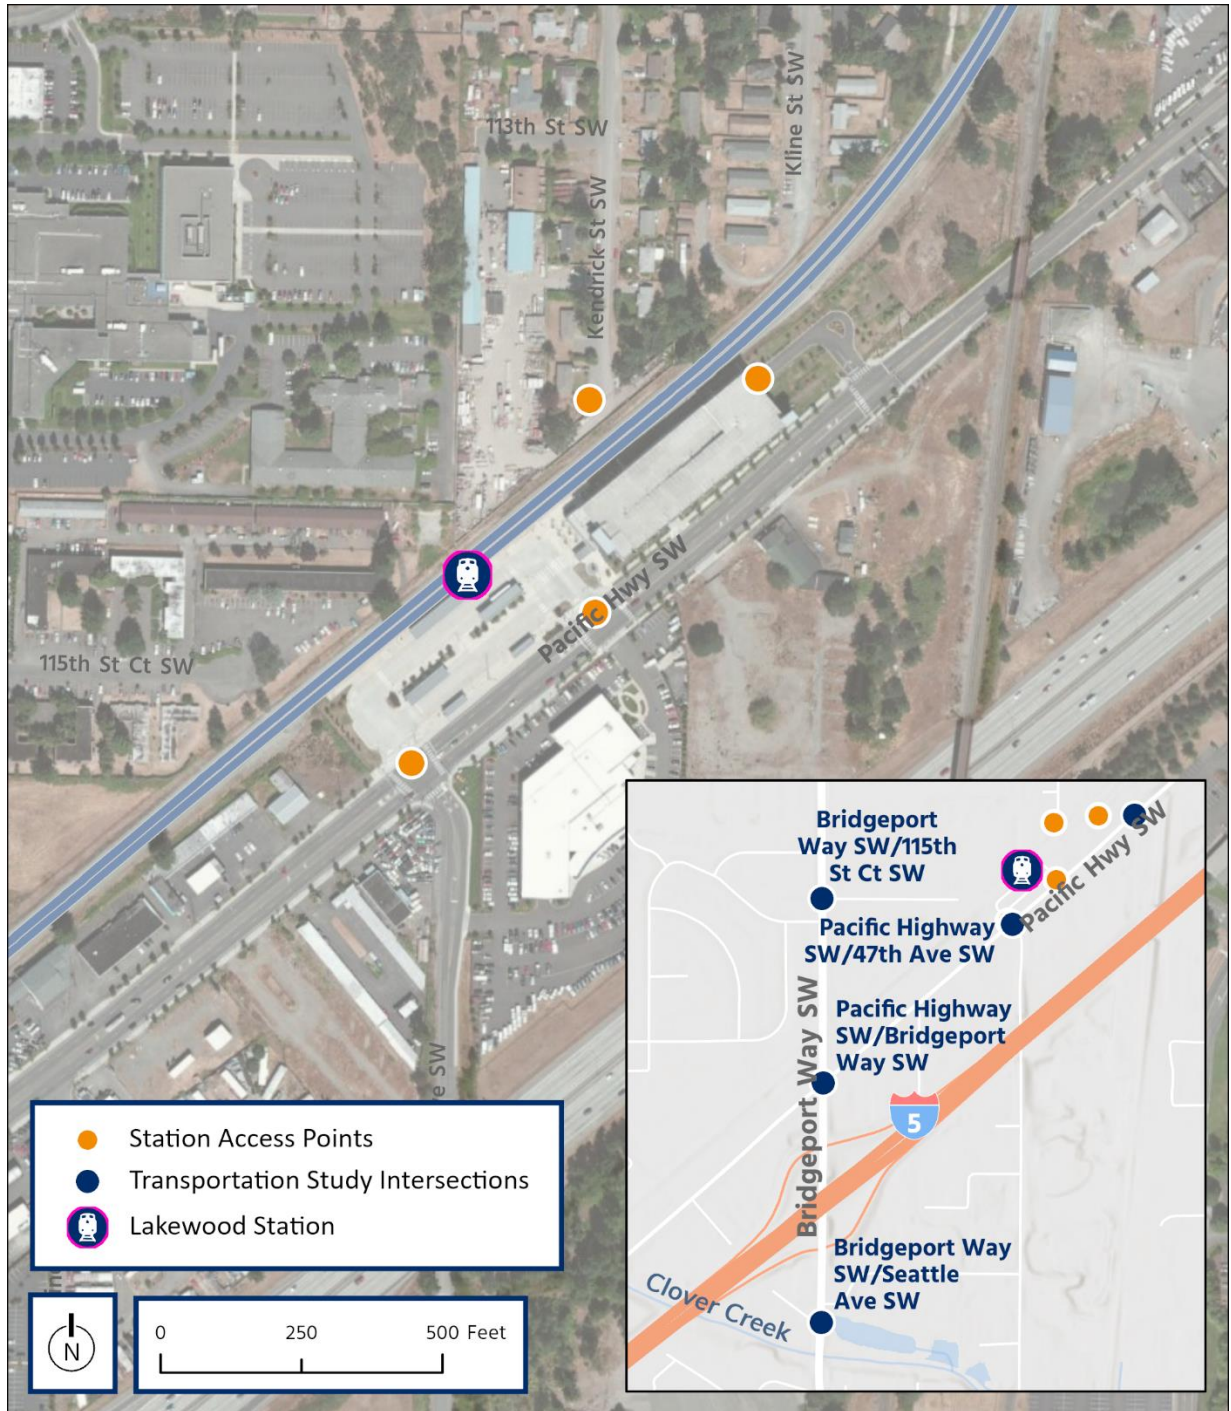 113th St SW
Kline St SW
Kendrick St SW
Pacific Hwy SW
115th St Ct SW
e SW
Bridgeport
Way SW/115th
St Ct SW
Pacific Hwy SW
Pacific Highway
SW/47th Ave SW
Pacific Highway
SW/Bridgeport
Way SW
Bridgeport Way SW
5
Bridgeport Way
SW/Seattle
Ave SW
Clover Creek
Station Access Points
Transportation Study Intersections
Lakewood Station
N
0 250 500 Feet